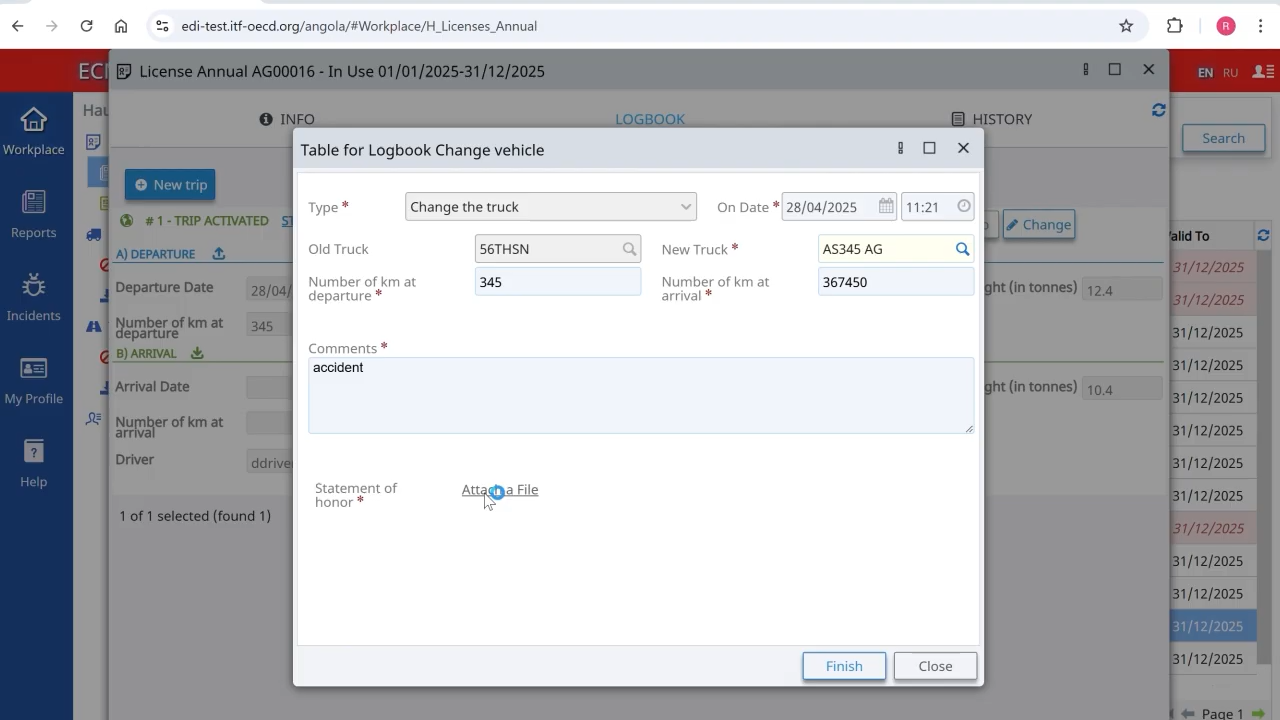 edi-test.itf-oecd.org/angola/#Workplace/H_Licenses_Annual
R
License Annual AG00016 - In Use 01/01/2025-31/12/2025
EN RU
Workplace
INFO LOGBOOK HISTORY
Search
Table for Logbook Change vehicle
New trip
Reports
# 1 - TRIP ACTIVATED
Type * Change the truck On Date * 28/04/2025 11:21
Change
A) DEPARTURE
Old Truck 56THSN New Truck * AS345 AG
Departure Date 28/04/
Number of km at departure * 345 Number of km at arrival * 367450
(in tonnes) 12.4
31/12/2025
31/12/2025
Incidents
Number of km at departure 345
31/12/2025
Comments *
B) ARRIVAL
accident
31/12/2025
My Profile
Arrival Date
(in tonnes) 10.4
31/12/2025
Number of km at arrival
31/12/2025
Driver
31/12/2025
Help
Statement of honor * Attach a File
31/12/2025
1 of 1 selected (found 1)
31/12/2025
31/12/2025
31/12/2025
31/12/2025
31/12/2025
Finish Close
Page 1